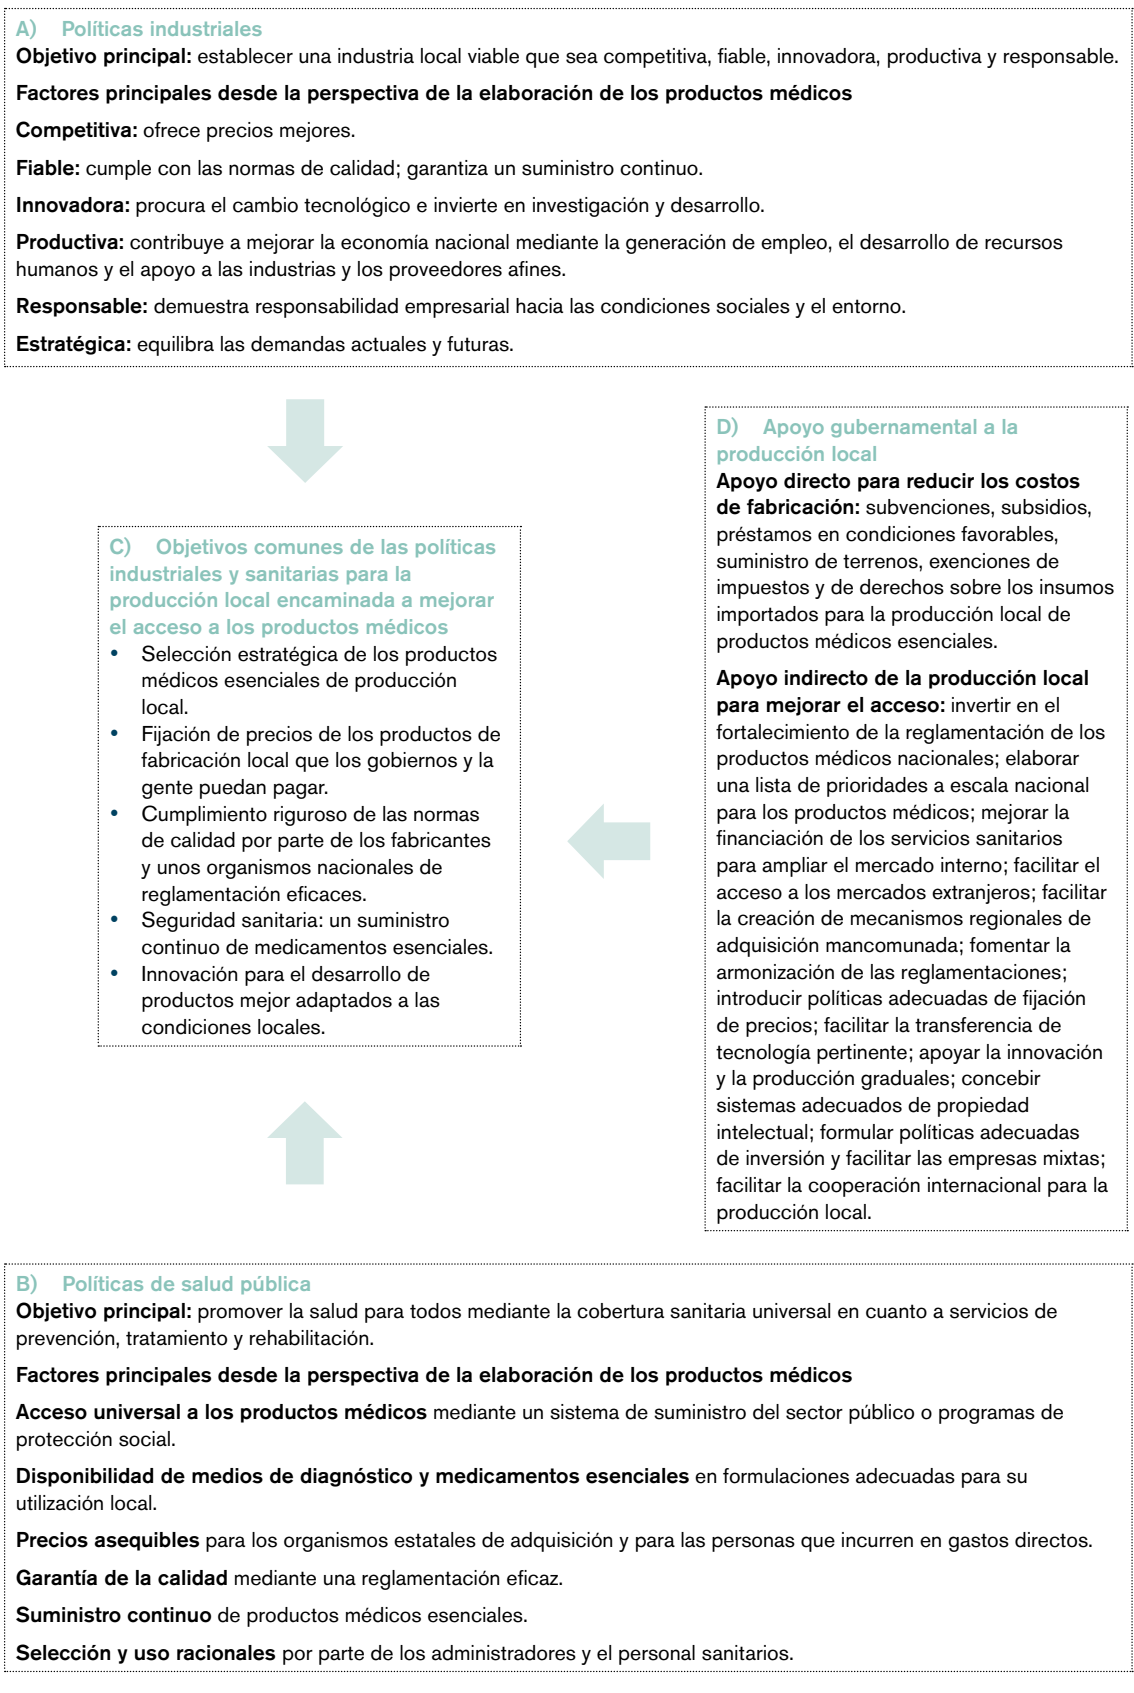 A) Políticas industriales
Objetivo principal: establecer una industria local viable que sea competitiva, fiable, innovadora, productiva y responsable.
Factores principales desde la perspectiva de la elaboración de los productos médicos
Competitiva: ofrece precios mejores.
Fiable: cumple con las normas de calidad; garantiza un suministro continuo.
Innovadora: procura el cambio tecnológico e invierte en investigación y desarrollo.
Productiva: contribuye a mejorar la economía nacional mediante la generación de empleo, el desarrollo de recursos
humanos y el apoyo a las industrias y los proveedores afines.
Responsable: demuestra responsabilidad empresarial hacia las condiciones sociales y el entorno.
Estratégica: equilibra las demandas actuales y futuras.
C) Objetivos comunes de las políticas
industriales y sanitarias para la
producción local encaminada a mejorar
el acceso a los productos médicos
• Selección estratégica de los productos
médicos esenciales de producción
local.
• Fijación de precios de los productos de
fabricación local que los gobiernos y la
gente puedan pagar.
• Cumplimiento riguroso de las normas
de calidad por parte de los fabricantes
y unos organismos nacionales de
reglamentación eficaces.
• Seguridad sanitaria: un suministro
continuo de medicamentos esenciales.
• Innovación para el desarrollo de
productos mejor adaptados a las
condiciones locales.
D) Apoyo gubernamental a la
producción local
Apoyo directo para reducir los costos
de fabricación: subvenciones, subsidios,
préstamos en condiciones favorables,
suministro de terrenos, exenciones de
impuestos y de derechos sobre los insumos
importados para la producción local de
productos médicos esenciales.
Apoyo indirecto de la producción local
para mejorar el acceso: invertir en el
fortalecimiento de la reglamentación de los
productos médicos nacionales; elaborar
una lista de prioridades a escala nacional
para los productos médicos; mejorar la
financiación de los servicios sanitarios
para ampliar el mercado interno; facilitar el
acceso a los mercados extranjeros; facilitar
la creación de mecanismos regionales de
adquisición mancomunada; fomentar la
armonización de las reglamentaciones;
introducir políticas adecuadas de fijación
de precios; facilitar la transferencia de
tecnología pertinente; apoyar la innovación
y la producción graduales; concebir
sistemas adecuados de propiedad
intelectual; formular políticas adecuadas
de inversión y facilitar las empresas mixtas;
facilitar la cooperación internacional para la
producción local.
B) Políticas de salud pública
Objetivo principal: promover la salud para todos mediante la cobertura sanitaria universal en cuanto a servicios de
prevención, tratamiento y rehabilitación.
Factores principales desde la perspectiva de la elaboración de los productos médicos
Acceso universal a los productos médicos mediante un sistema de suministro del sector público o programas de
protección social.
Disponibilidad de medios de diagnóstico y medicamentos esenciales en formulaciones adecuadas para su
utilización local.
Precios asequibles para los organismos estatales de adquisición y para las personas que incurren en gastos directos.
Garantía de la calidad mediante una reglamentación eficaz.
Suministro continuo de productos médicos esenciales.
Selección y uso racionales por parte de los administradores y el personal sanitarios.